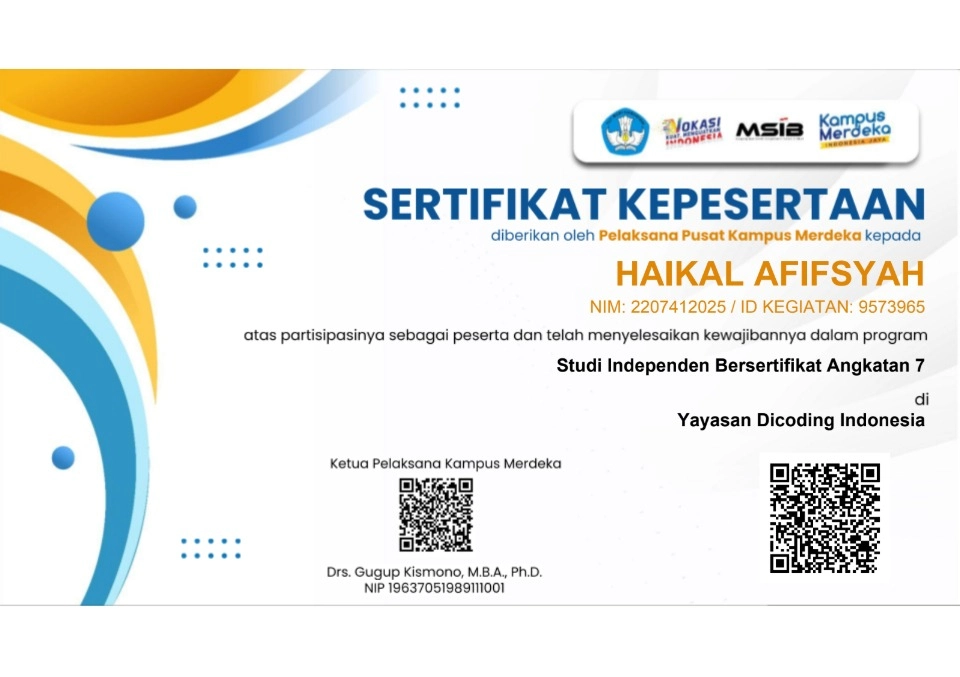 VOKASI
KUAT MENGUATKAN
INDONESIA
MSIB
Kampus
Merdeka
INDONESIA JAYA
SERTIFIKAT KEPESERTAAN
diberikan oleh Pelaksana Pusat Kampus Merdeka kepada
HAIKAL AFIFSYAH
NIM: 2207412025 / ID KEGIATAN: 9573965
atas partisipasinya sebagai peserta dan telah menyelesaikan kewajibannya dalam program
Studi Independen Bersertifikat Angkatan 7
di
Yayasan Dicoding Indonesia
Ketua Pelaksana Kampus Merdeka
Drs. Gugup Kismono, M.B.A., Ph.D.
NIP 19637051989111001